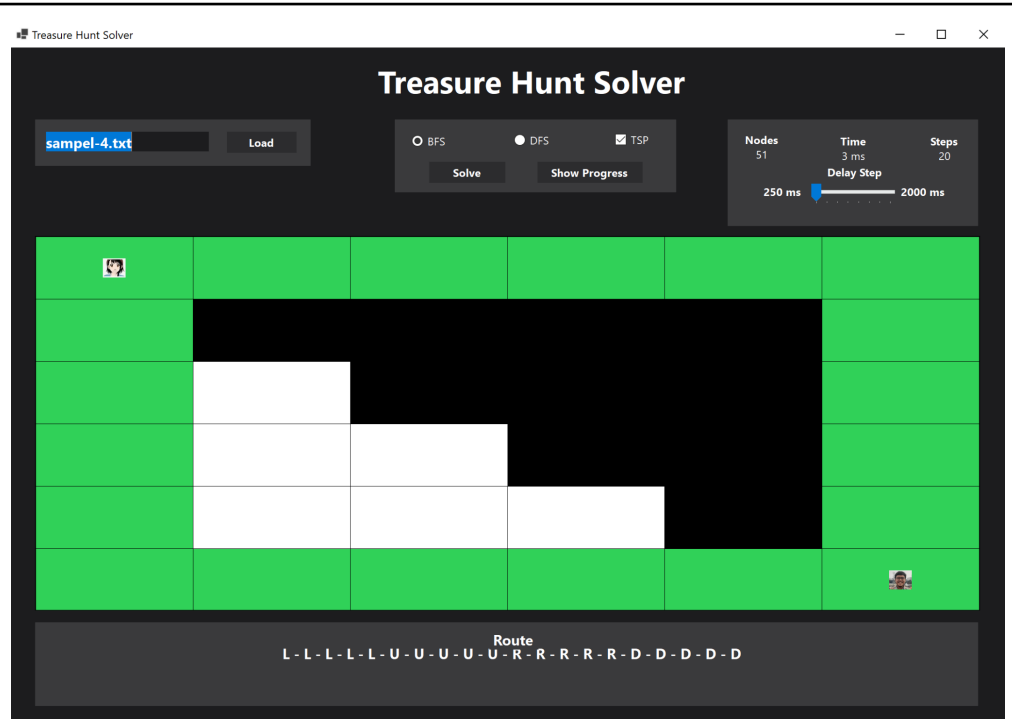 Treasure Hunt Solver
Treasure Hunt Solver
sampel-4.txt
Load
BFS DFS TSP
Solve Show Progress
Nodes Time Steps
51 3 ms 20
Delay Step
250 ms 2000 ms
Route
L - L - L - L - L - U - U - U - U - U - R - R - R - R - R - D - D - D - D - D